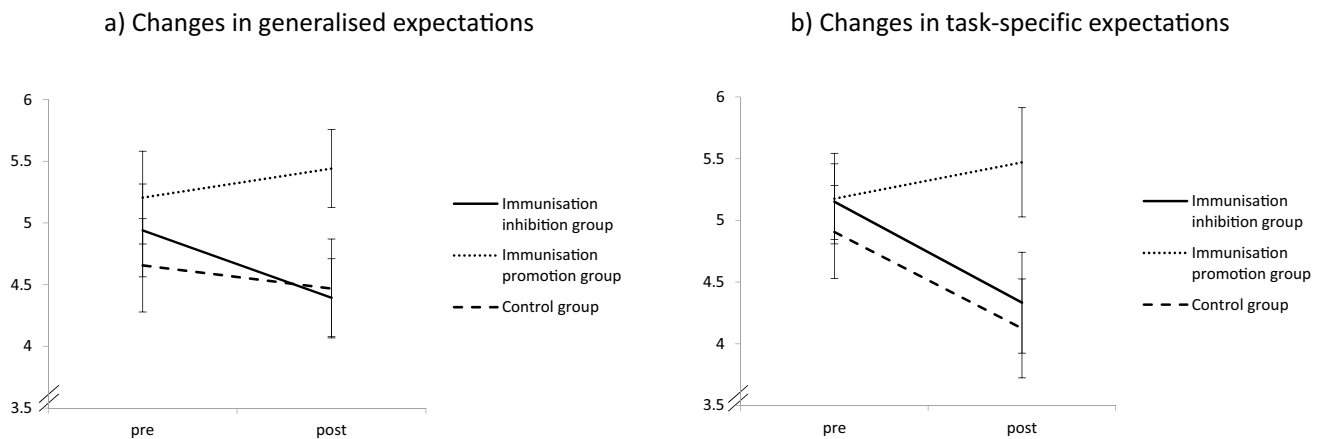 a) Changes in generalised expectations
6
5.5
5
4.5
4
3.5
pre
post
Immunisation
inhibition group
Immunisation
promotion group
Control group
b) Changes in task-specific expectations
6
5.5
5
4.5
4
3.5
pre
post
Immunisation
inhibition group
Immunisation
promotion group
Control group